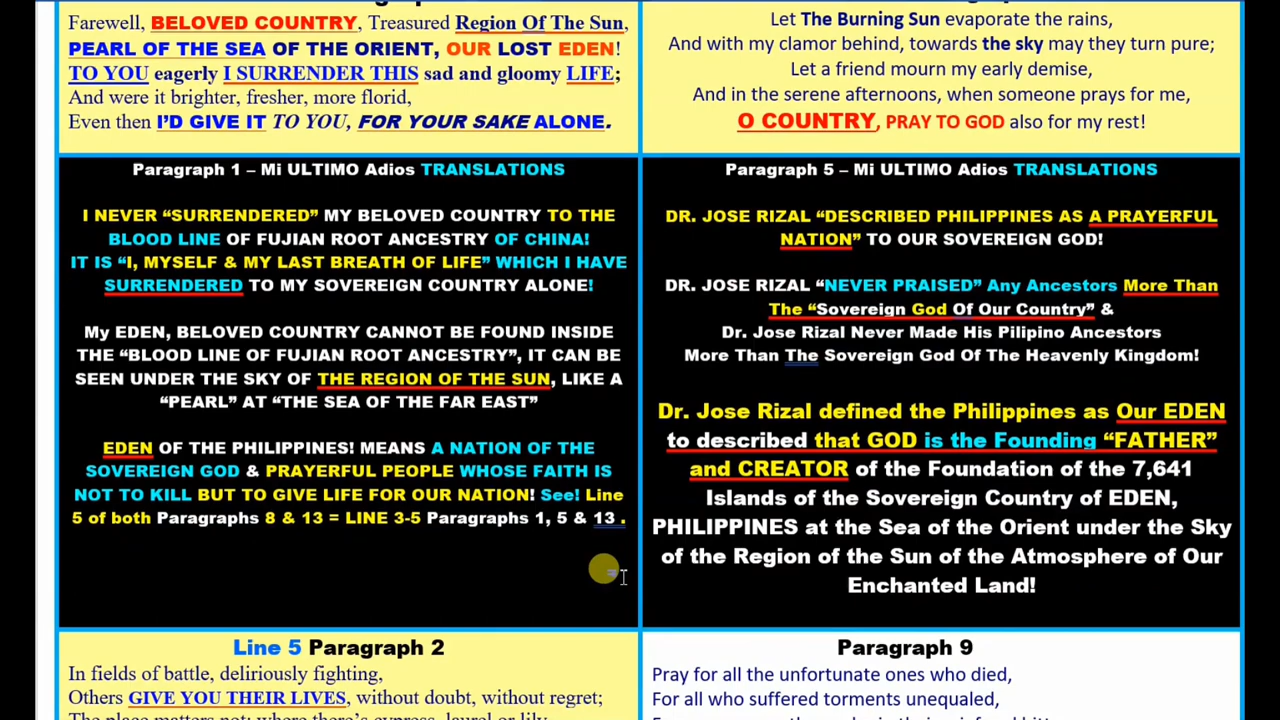 Farewell, BELOVED COUNTRY, Treasured Region Of The Sun,
PEARL OF THE SEA OF THE ORIENT, OUR LOST EDEN!
TO YOU eagerly I SURRENDER THIS sad and gloomy LIFE;
And were it brighter, fresher, more florid,
Even then I'D GIVE IT TO YOU, FOR YOUR SAKE ALONE.
Let The Burning Sun evaporate the rains,
And with my clamor behind, towards the sky may they turn pure;
Let a friend mourn my early demise,
And in the serene afternoons, when someone prays for me,
O COUNTRY, PRAY TO GOD also for my rest!
Paragraph 1 – Mi ULTIMO Adios TRANSLATIONS
I NEVER “SURRENDERED” MY BELOVED COUNTRY TO THE
BLOOD LINE OF FUJIAN ROOT ANCESTRY OF CHINA!
IT IS “I, MYSELF & MY LAST BREATH OF LIFE” WHICH I HAVE
SURRENDERED TO MY SOVEREIGN COUNTRY ALONE!
My EDEN, BELOVED COUNTRY CANNOT BE FOUND INSIDE
THE “BLOOD LINE OF FUJIAN ROOT ANCESTRY”, IT CAN BE
SEEN UNDER THE SKY OF THE REGION OF THE SUN, LIKE A
“PEARL” AT “THE SEA OF THE FAR EAST”
EDEN OF THE PHILIPPINES! MEANS A NATION OF THE
SOVEREIGN GOD & PRAYERFUL PEOPLE WHOSE FAITH IS
NOT TO KILL BUT TO GIVE LIFE FOR OUR NATION! See! Line
5 of both Paragraphs 8 & 13 = LINE 3-5 Paragraphs 1, 5 & 13 .
Paragraph 5 – Mi ULTIMO Adios TRANSLATIONS
DR. JOSE RIZAL “DESCRIBED PHILIPPINES AS A PRAYERFUL
NATION” TO OUR SOVEREIGN GOD!
DR. JOSE RIZAL “NEVER PRAISED” Any Ancestors More Than
The “Sovereign God Of Our Country” &
Dr. Jose Rizal Never Made His Pilipino Ancestors
More Than The Sovereign God Of The Heavenly Kingdom!
Dr. Jose Rizal defined the Philippines as Our EDEN
to described that GOD is the Founding “FATHER”
and CREATOR of the Foundation of the 7,641
Islands of the Sovereign Country of EDEN,
PHILIPPINES at the Sea of the Orient under the Sky
of the Region of the Sun of the Atmosphere of Our
Enchanted Land!
Line 5 Paragraph 2
In fields of battle, deliriously fighting,
Others GIVE YOU THEIR LIVES, without doubt, without regret;
Paragraph 9
Pray for all the unfortunate ones who died,
For all who suffered torments unequaled,